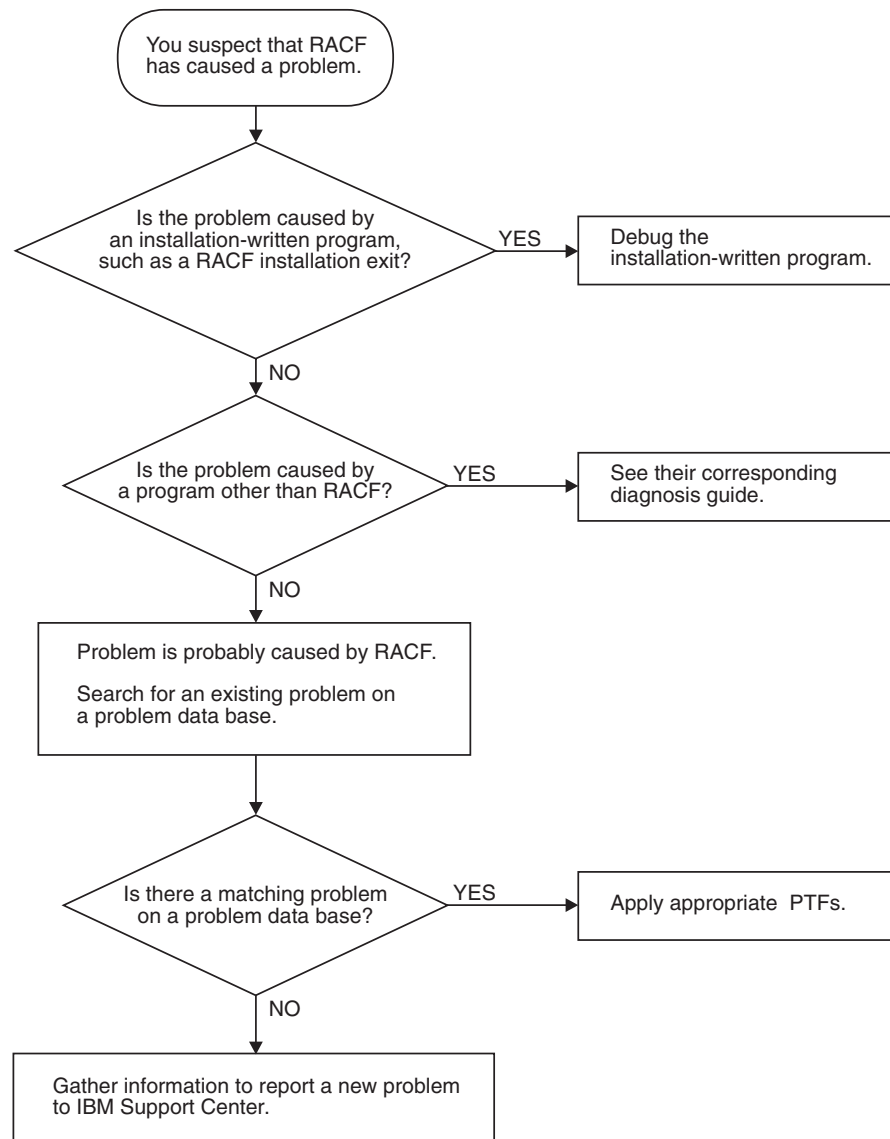 You suspect that RACF
has caused a problem.
Is the problem caused by
an installation-written program,
such as a RACF installation exit?
YES
Debug the
installation-written program.
NO
Is the problem caused by
a program other than RACF?
YES
See their corresponding
diagnosis guide.
NO
Problem is probably caused by RACF.
Search for an existing problem on
a problem data base.
Is there a matching problem
on a problem data base?
YES
Apply appropriate PTFs.
NO
Gather information to report a new problem
to IBM Support Center.